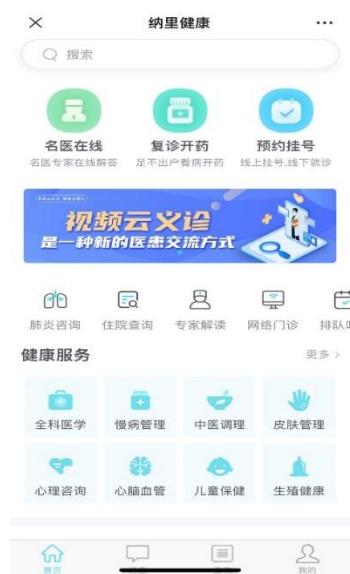 纳里健康
搜索
名医在线 复诊开药 预约挂号
名医专家在线解答 足不出户看病开药 线上挂号,线下就诊
视频云义诊
是一种新的医患交流方式
肺炎咨询 住院查询 专家解读 网络门诊 排队
健康服务 更多 >
全科医学 慢病管理 中医调理 皮肤管理
心理咨询 心脑血管 儿童保健 生殖健康
首页 我的